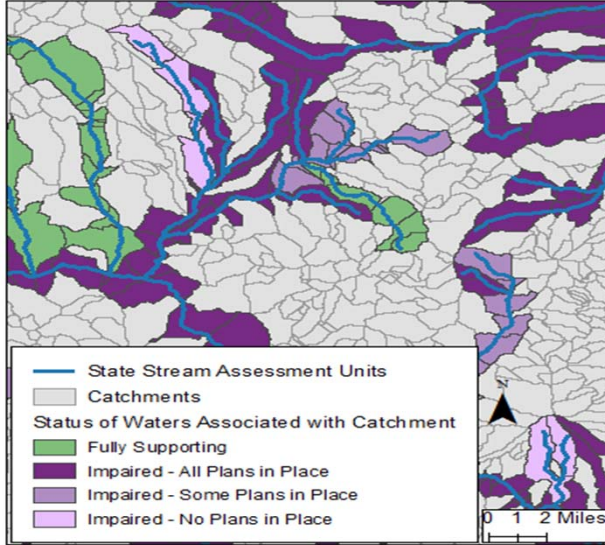 State Stream Assessment Units
Catchments
Status of Waters Associated with Catchment
Fully Supporting
Impaired - All Plans in Place
Impaired - Some Plans in Place
Impaired - No Plans in Place
N
0 1 2 Miles